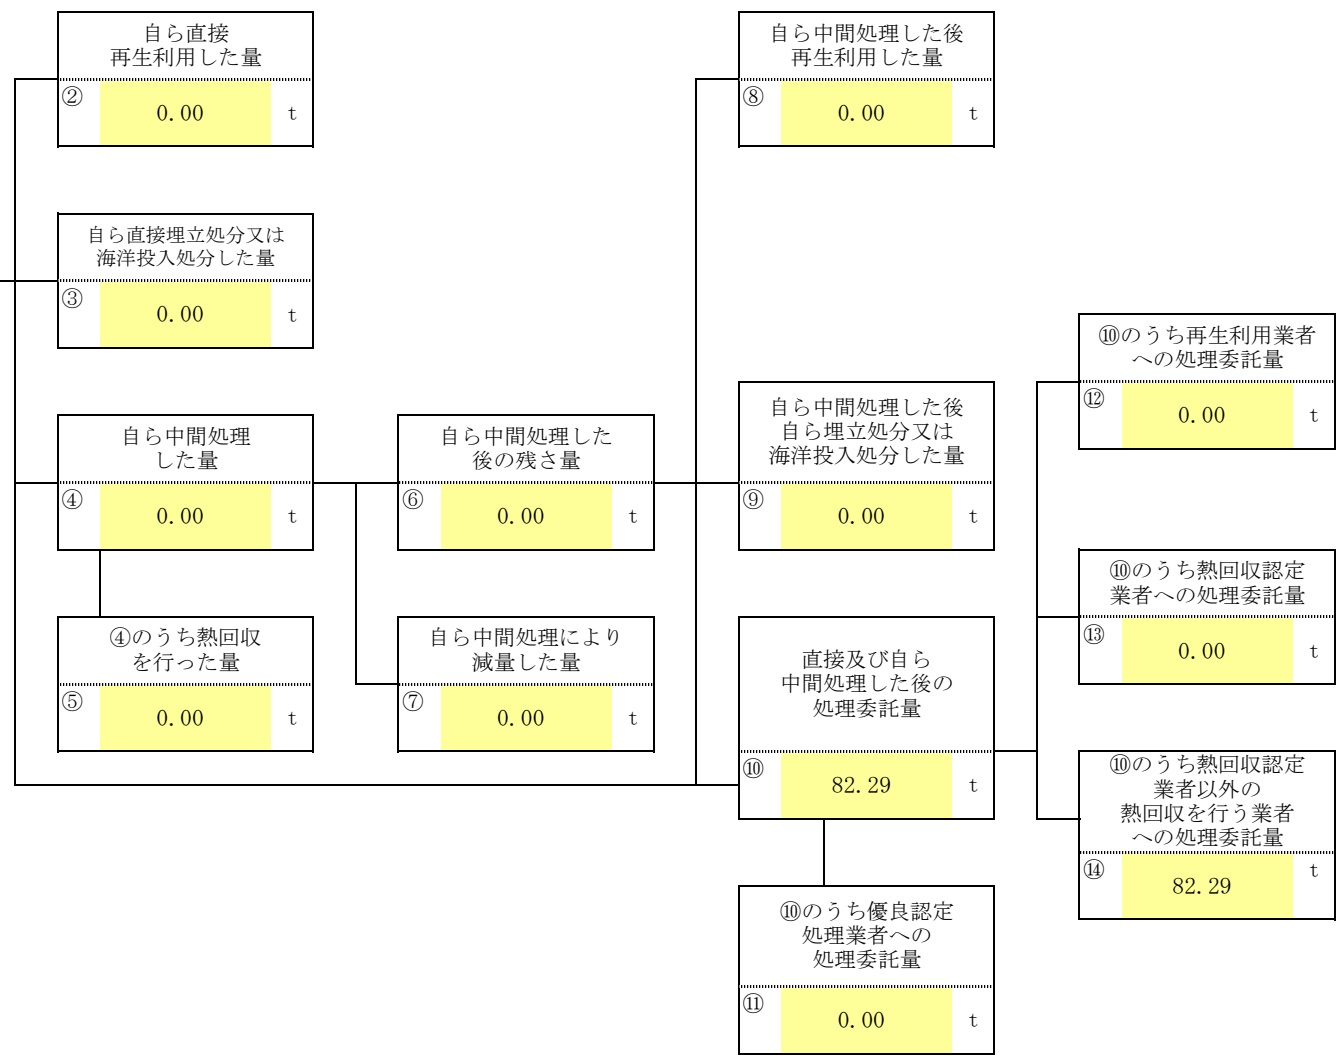 自ら直接
再生利用した量
②
0.00
t
自ら中間処理した後
再生利用した量
⑧
0.00
t
自ら直接埋立処分又は
海洋投入処分した量
③
0.00
t
⑩のうち再生利用業者
への処理委託量
⑫
0.00
t
自ら中間処理
した量
④
0.00
t
自ら中間処理した
後の残さ量
⑥
0.00
t
自ら中間処理した後
自ら埋立処分又は
海洋投入処分した量
⑨
0.00
t
⑩のうち熱回収認定
業者への処理委託量
⑬
0.00
t
④のうち熱回収
を行った量
⑤
0.00
t
自ら中間処理により
減量した量
⑦
0.00
t
直接及び自ら
中間処理した後の
処理委託量
⑩
82.29
t
⑩のうち熱回収認定
業者以外の
熱回収を行う業者
への処理委託量
⑭
82.29
t
⑩のうち優良認定
処理業者への
処理委託量
⑪
0.00
t